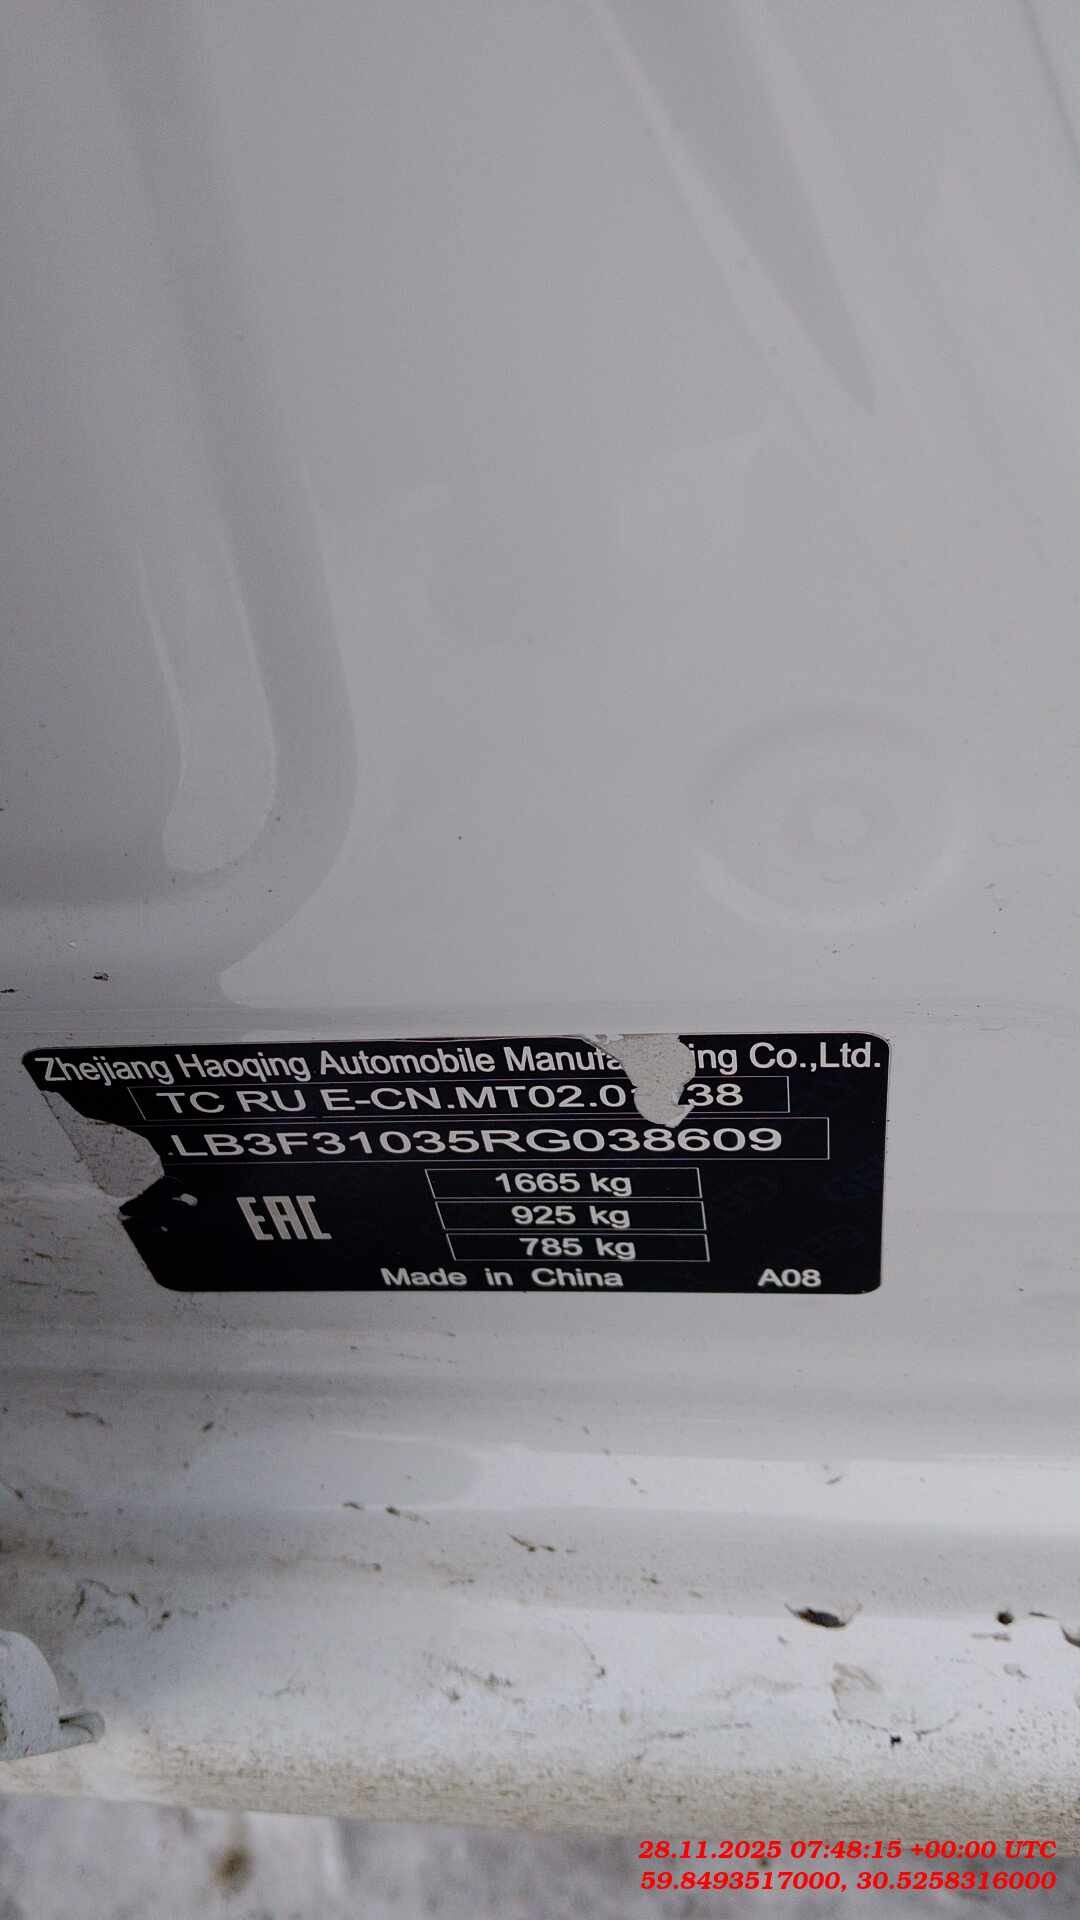 Zhejiang Haoqing Automobile Manufa ing Co.,Ltd.
TC RU E-CN.MT02.0 38
LB3F31035RG038609
1665 kg
EAC 925 kg
785 kg
Made in China A08
28.11.2025 07:48:15 +00:00 UTC
59.8493517000, 30.5258316000